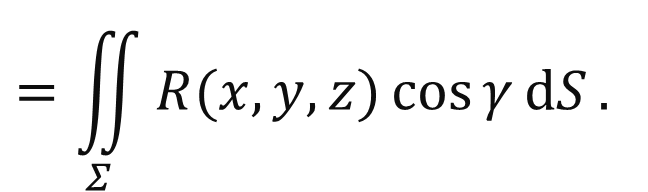 = ∬_Σ R(x, y, z) cos γ dS .